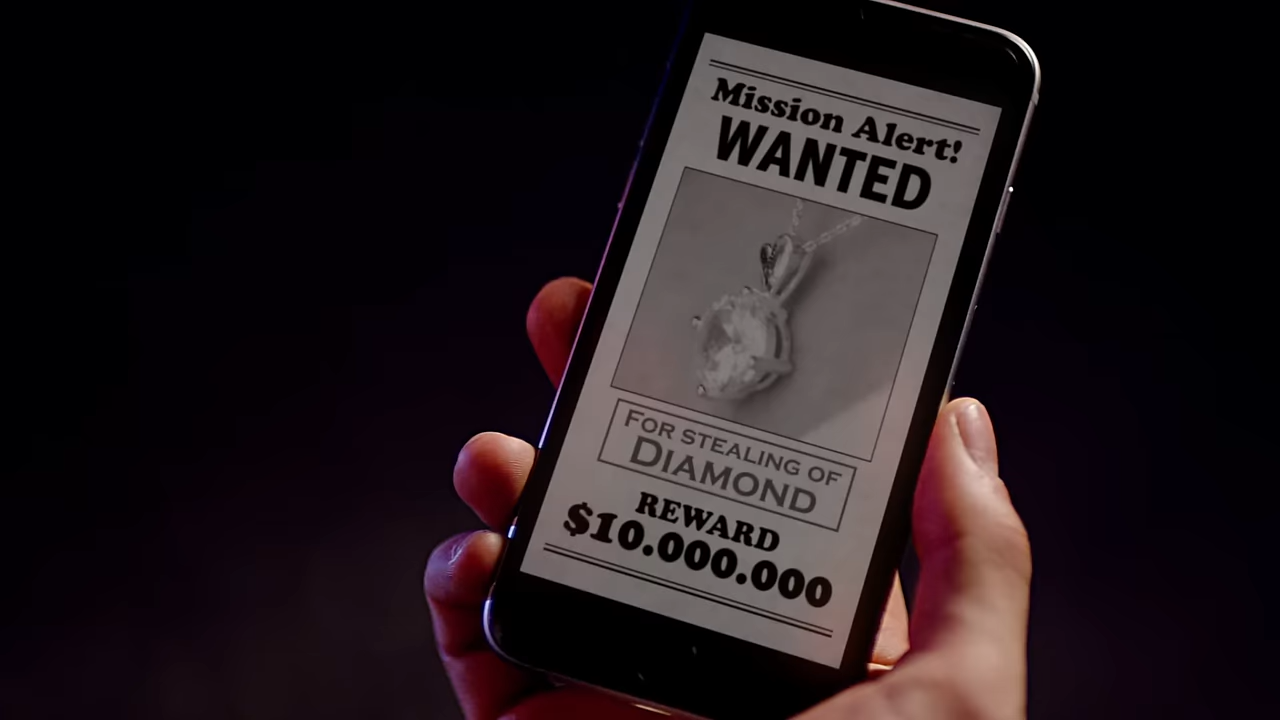 Mission Alert!
WANTED
FOR STEALING OF
DIAMOND
REWARD
$10.000.000